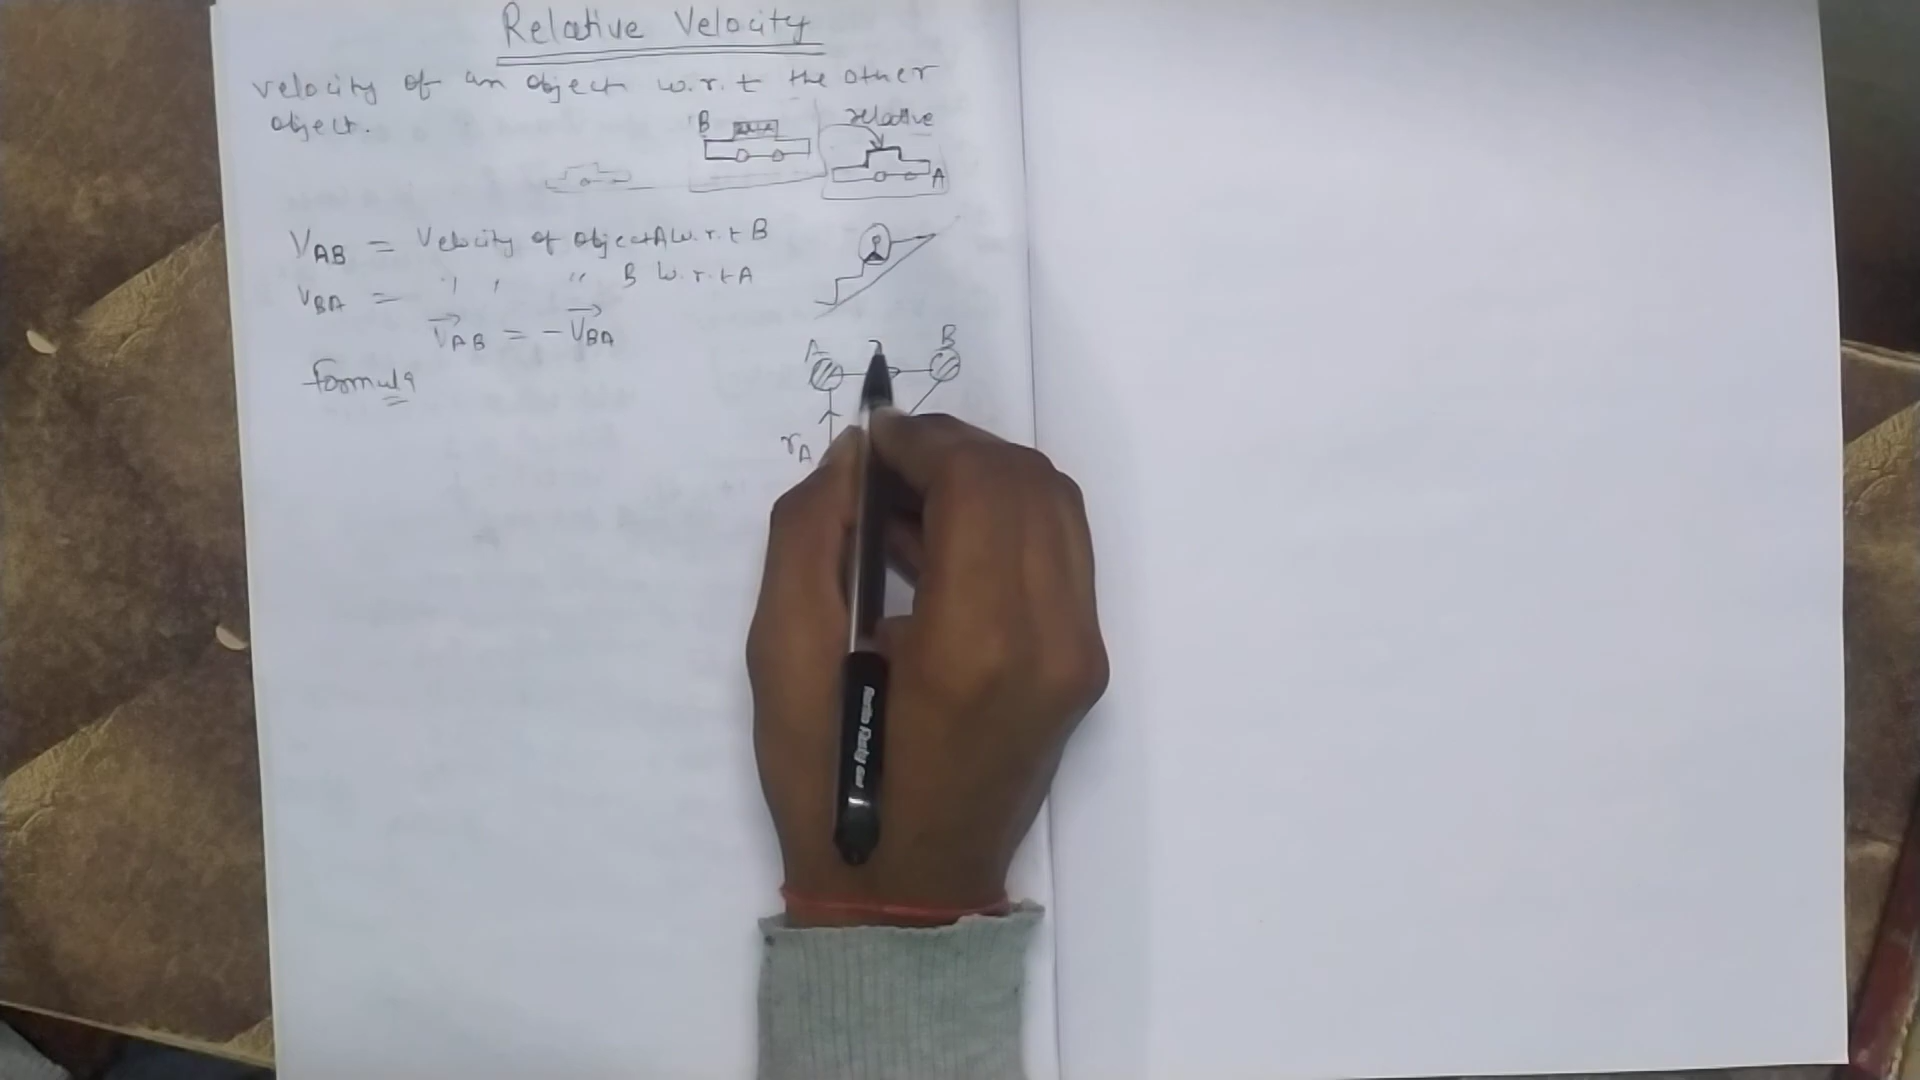 Relative Velocity
velocity of an object w.r.t the other
object.
B
relative
A
VAB = Velocity of object A w.r.t B
VBA = " " " B w.r.t A
VAB = - VBA
formula
A B
rA